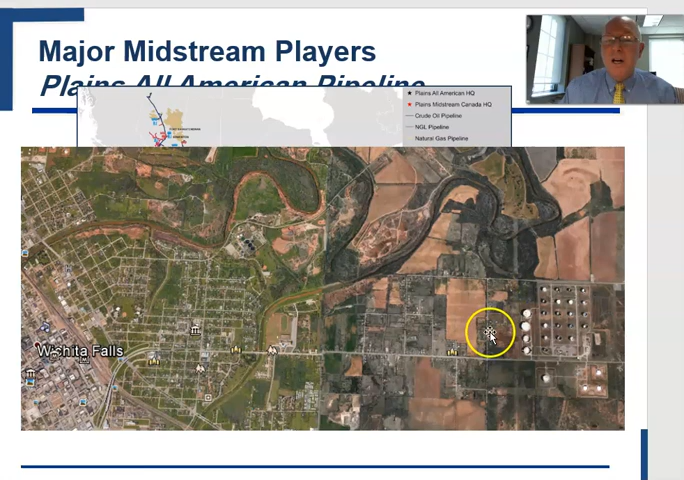 Major Midstream Players
Plains All American Pipeline
Plains All American HQ
Plains Midstream Canada HQ
Crude Oil Pipeline
NGL Pipeline
Natural Gas Pipeline
Wichita Falls